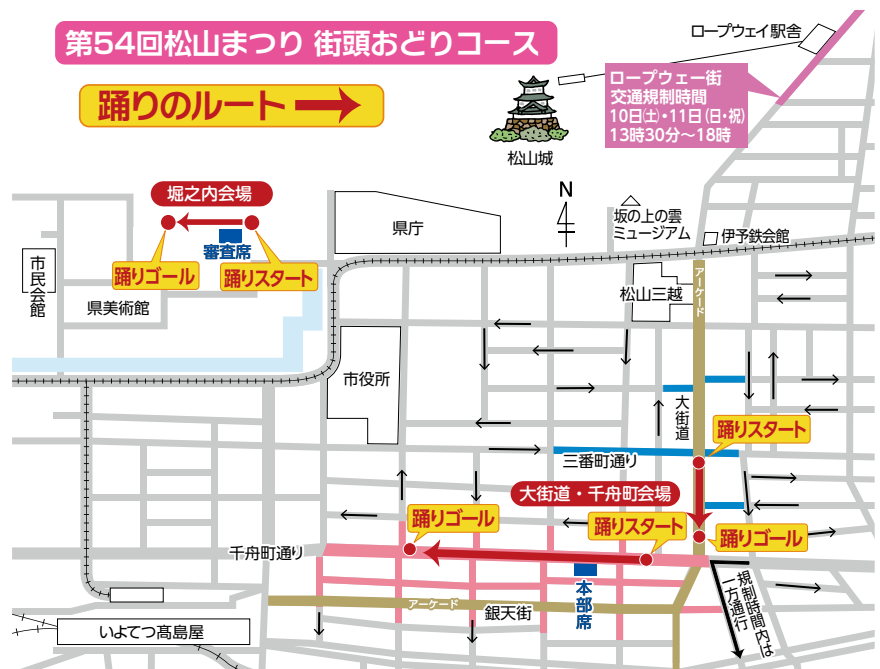 第54回松山まつり 街頭おどりコース
踊りのルート
ロープウェイ駅舎
ロープウェー街
交通規制時間
10日(土)・11日(日・祝)
13時30分～18時
松山城
堀之内会場
審査席
踊りゴール
踊りスタート
県庁
N
坂の上の雲
ミュージアム
伊予鉄会館
市民会館
県美術館
松山三越
アーケード
市役所
大街道
踊りスタート
三番町通り
大街道・千舟町会場
踊りゴール
踊りスタート
踊りゴール
千舟町通り
本部席
規制時間内は
一方通行
アーケード
銀天街
いよてつ髙島屋